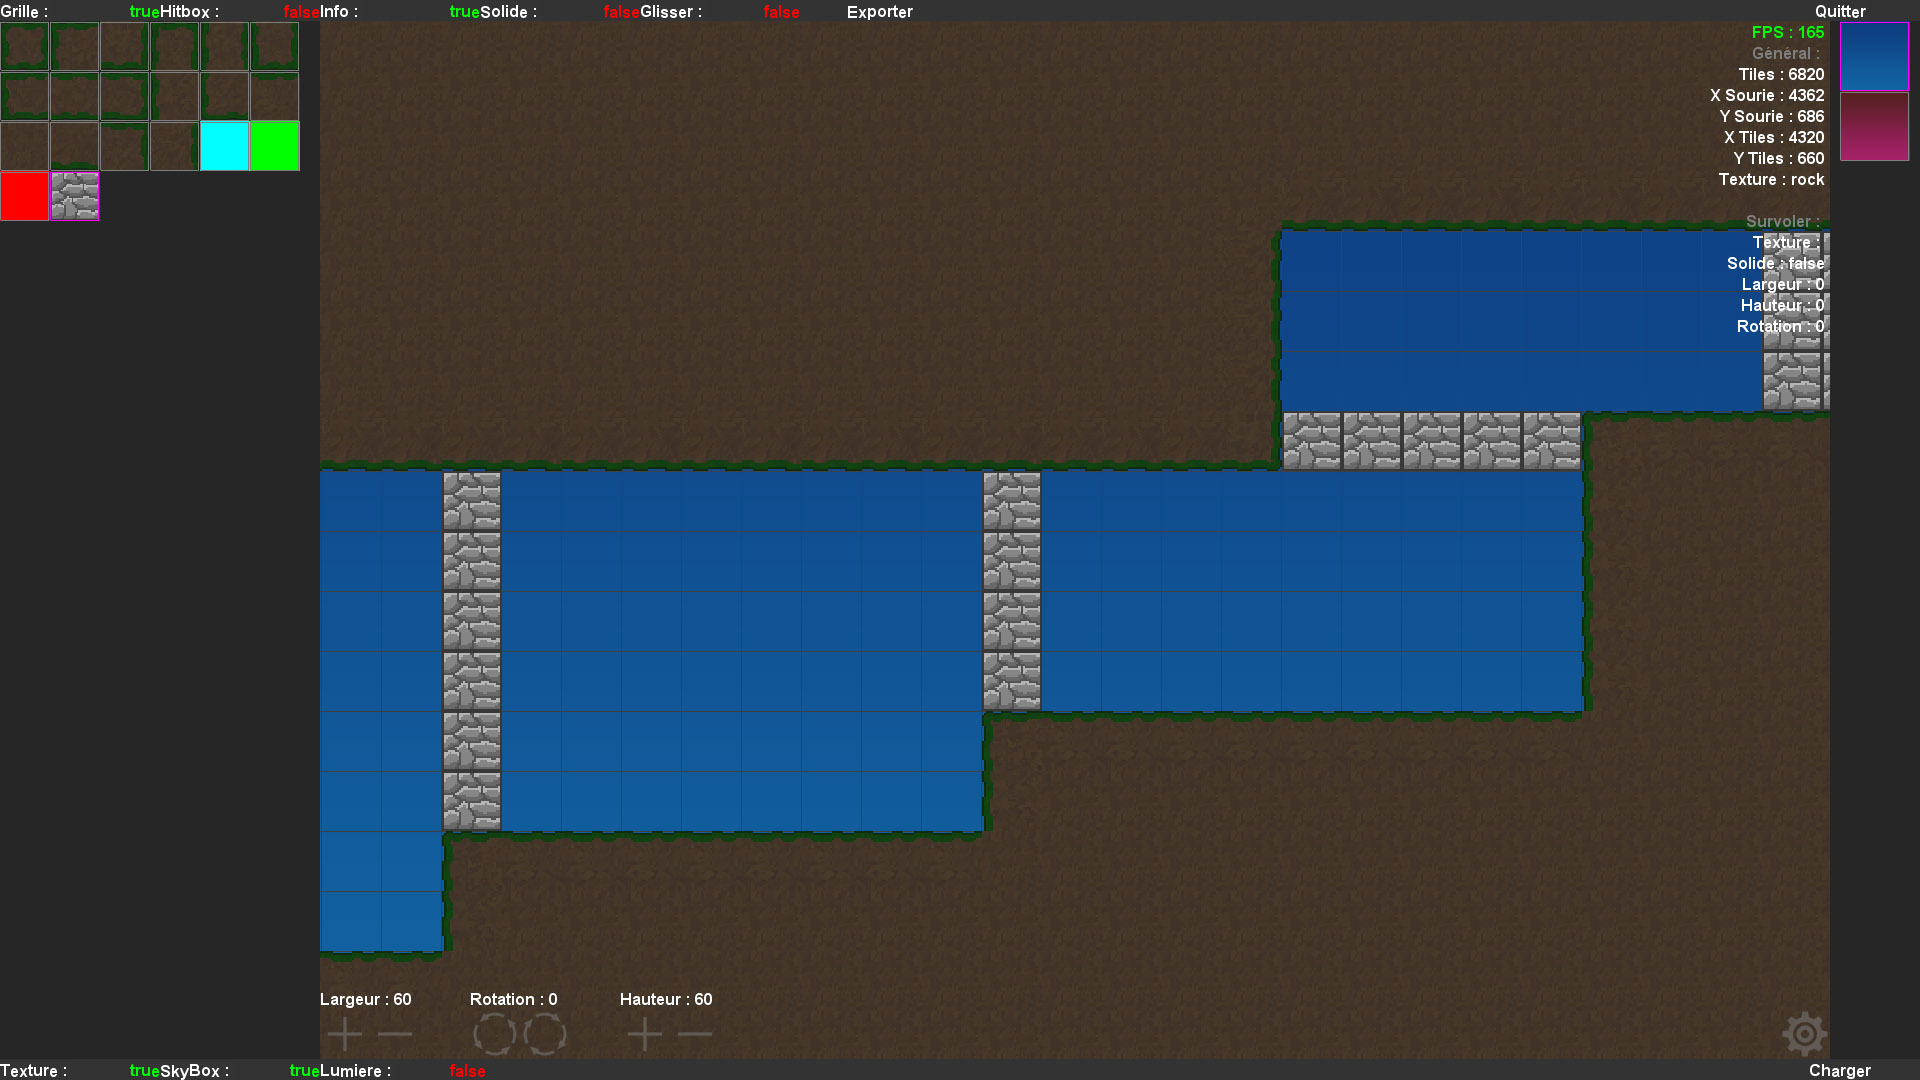 Grille : true Hitbox : false Info : true Solide : false Glisser : false Exporter Quitter
FPS : 165
Général :
Tiles : 6820
X Sourie : 4362
Y Sourie : 686
X Tiles : 4320
Y Tiles : 660
Texture : rock
Survoler :
Texture :
Solide : false
Largeur : 0
Hauteur : 0
Rotation : 0
Largeur : 60 Rotation : 0 Hauteur : 60
Texture : true SkyBox : true Lumiere : false Charger